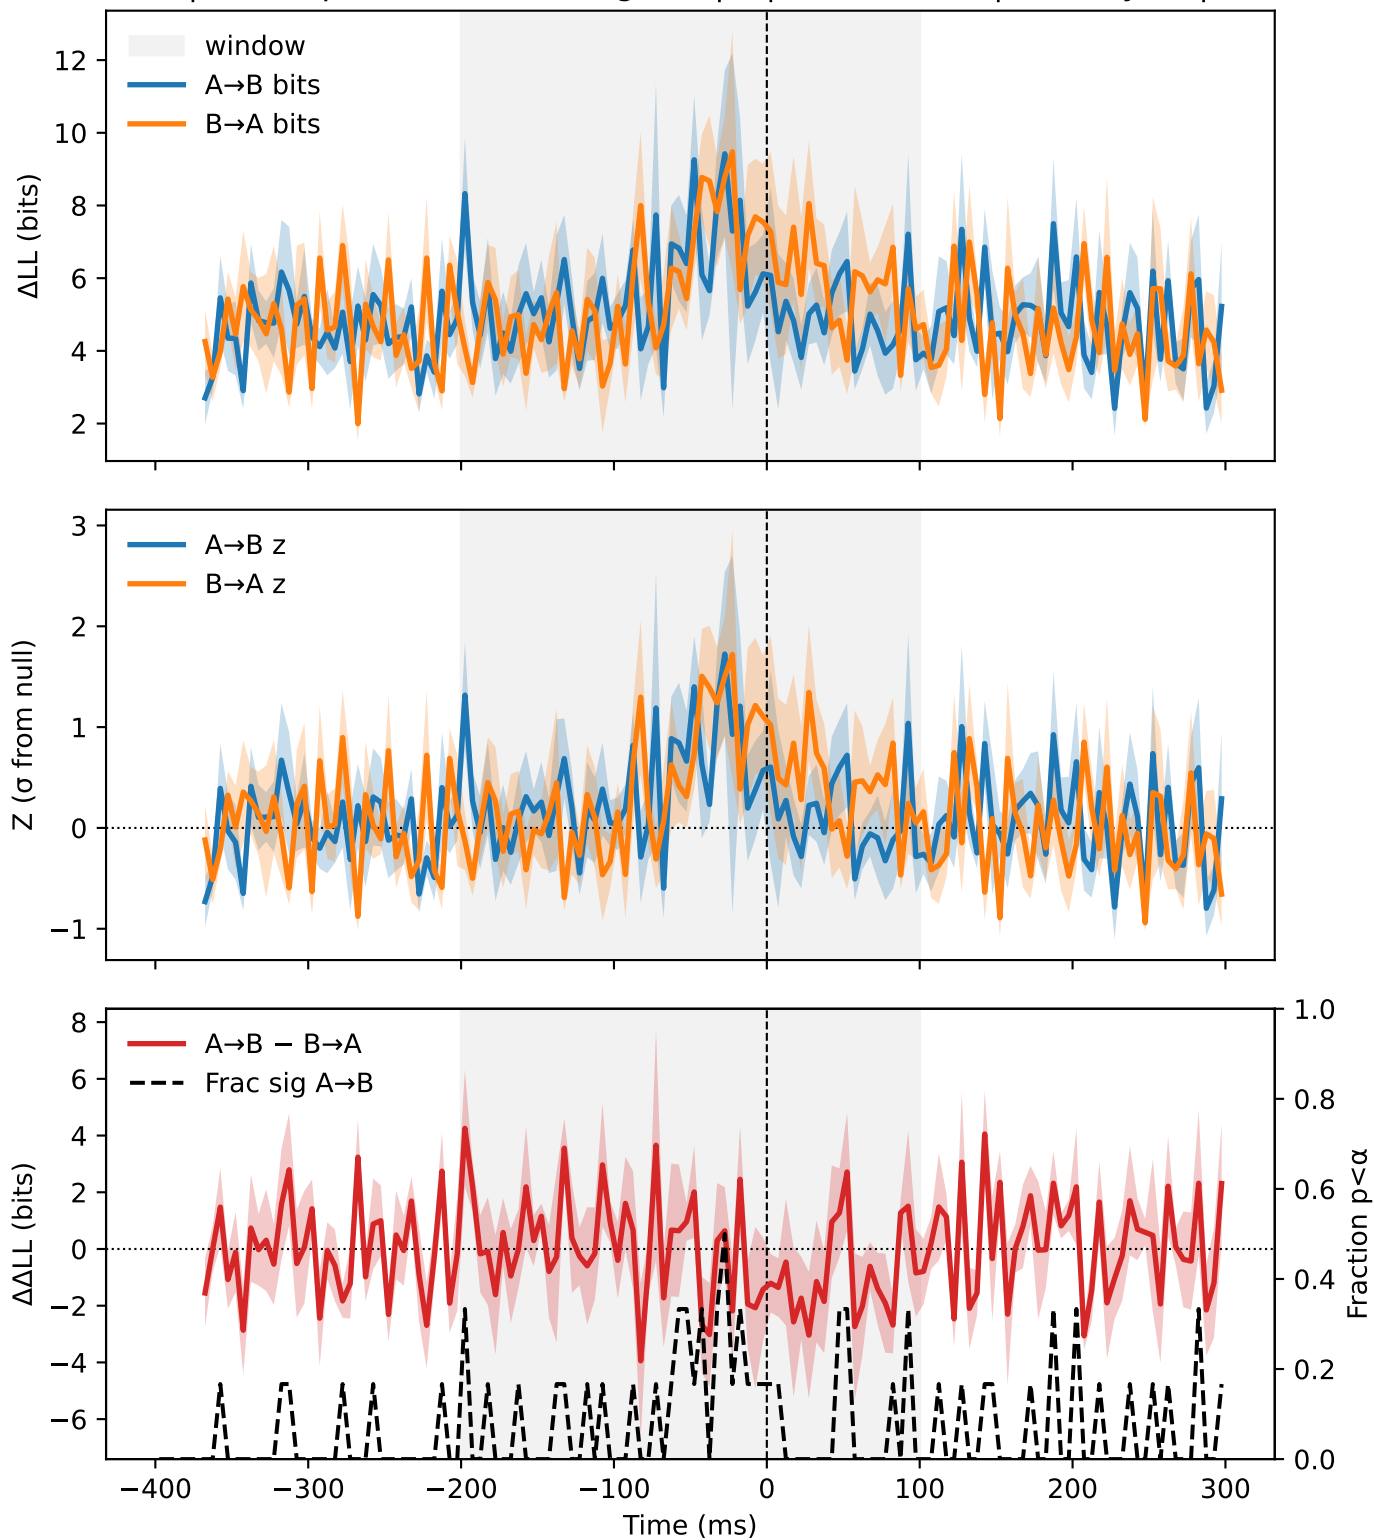 window
A→B bits
B→A bits
ΔLL (bits)
12
10
8
6
4
2
A→B z
B→A z
Z (σ from null)
3
2
1
0
−1
A→B − B→A
Frac sig A→B
ΔΔLL (bits)
8
6
4
2
0
−2
−4
−6
1.0
0.8
0.6
0.4
0.2
0.0
Fraction p<α
−400 −300 −200 −100 0 100 200 300
Time (ms)